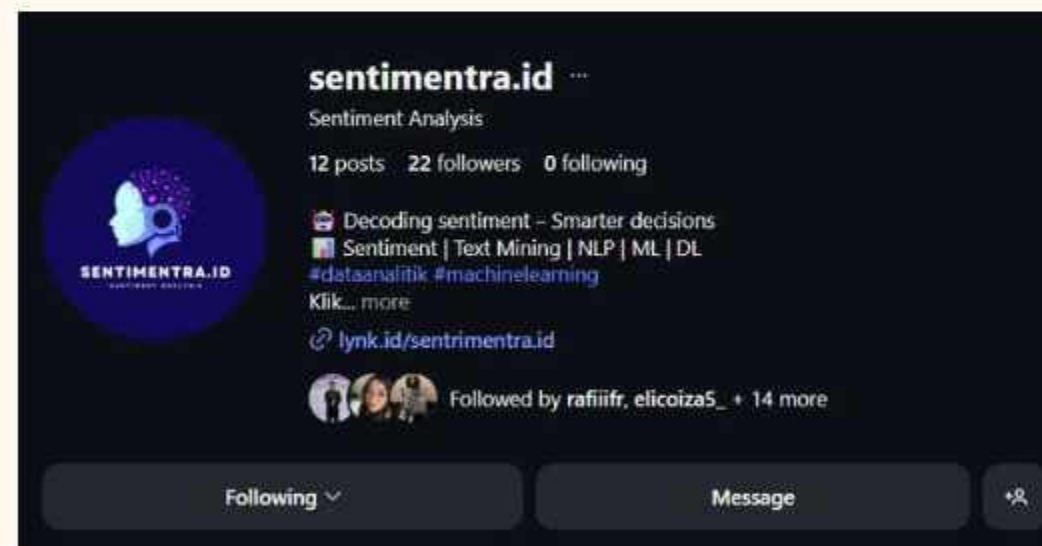 sentimentra.id ...
Sentiment Analysis
12 posts 22 followers 0 following
Decoding sentiment – Smarter decisions
Sentiment | Text Mining | NLP | ML | DL
#dataanalitik #machinelearning
Klik... more
lynk.id/sentrimentra.id
Followed by rafiiifr, elicoiza5_ + 14 more
SENTIMENTRA.ID
SENTIMENT ANALYSIS
Following
Message